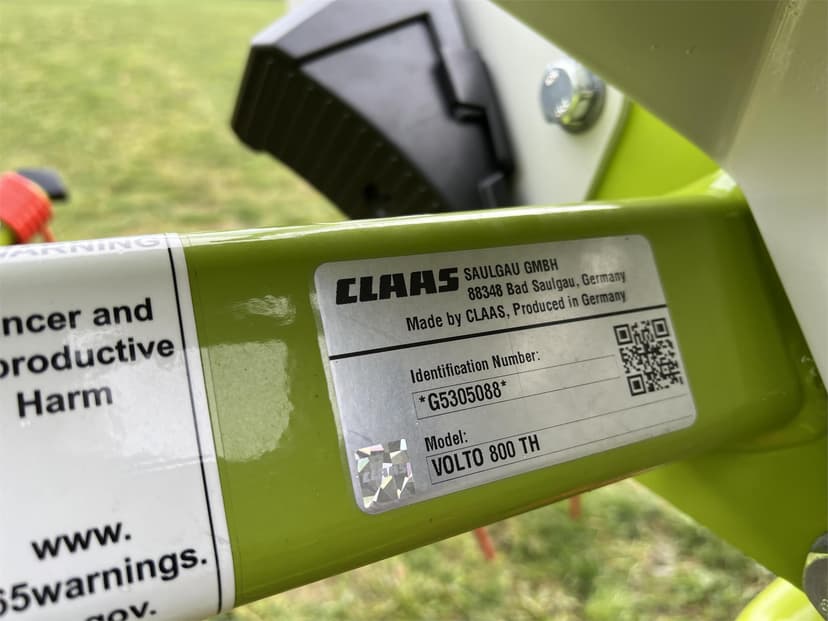 WARNING
ncer and
productive
Harm
www.
65warnings.
gov.
CLAAS SAULGAU GMBH
88348 Bad Saulgau, Germany
Made by CLAAS, Produced in Germany
Identification Number:
*G5305088*
Model:
VOLTO 800 TH